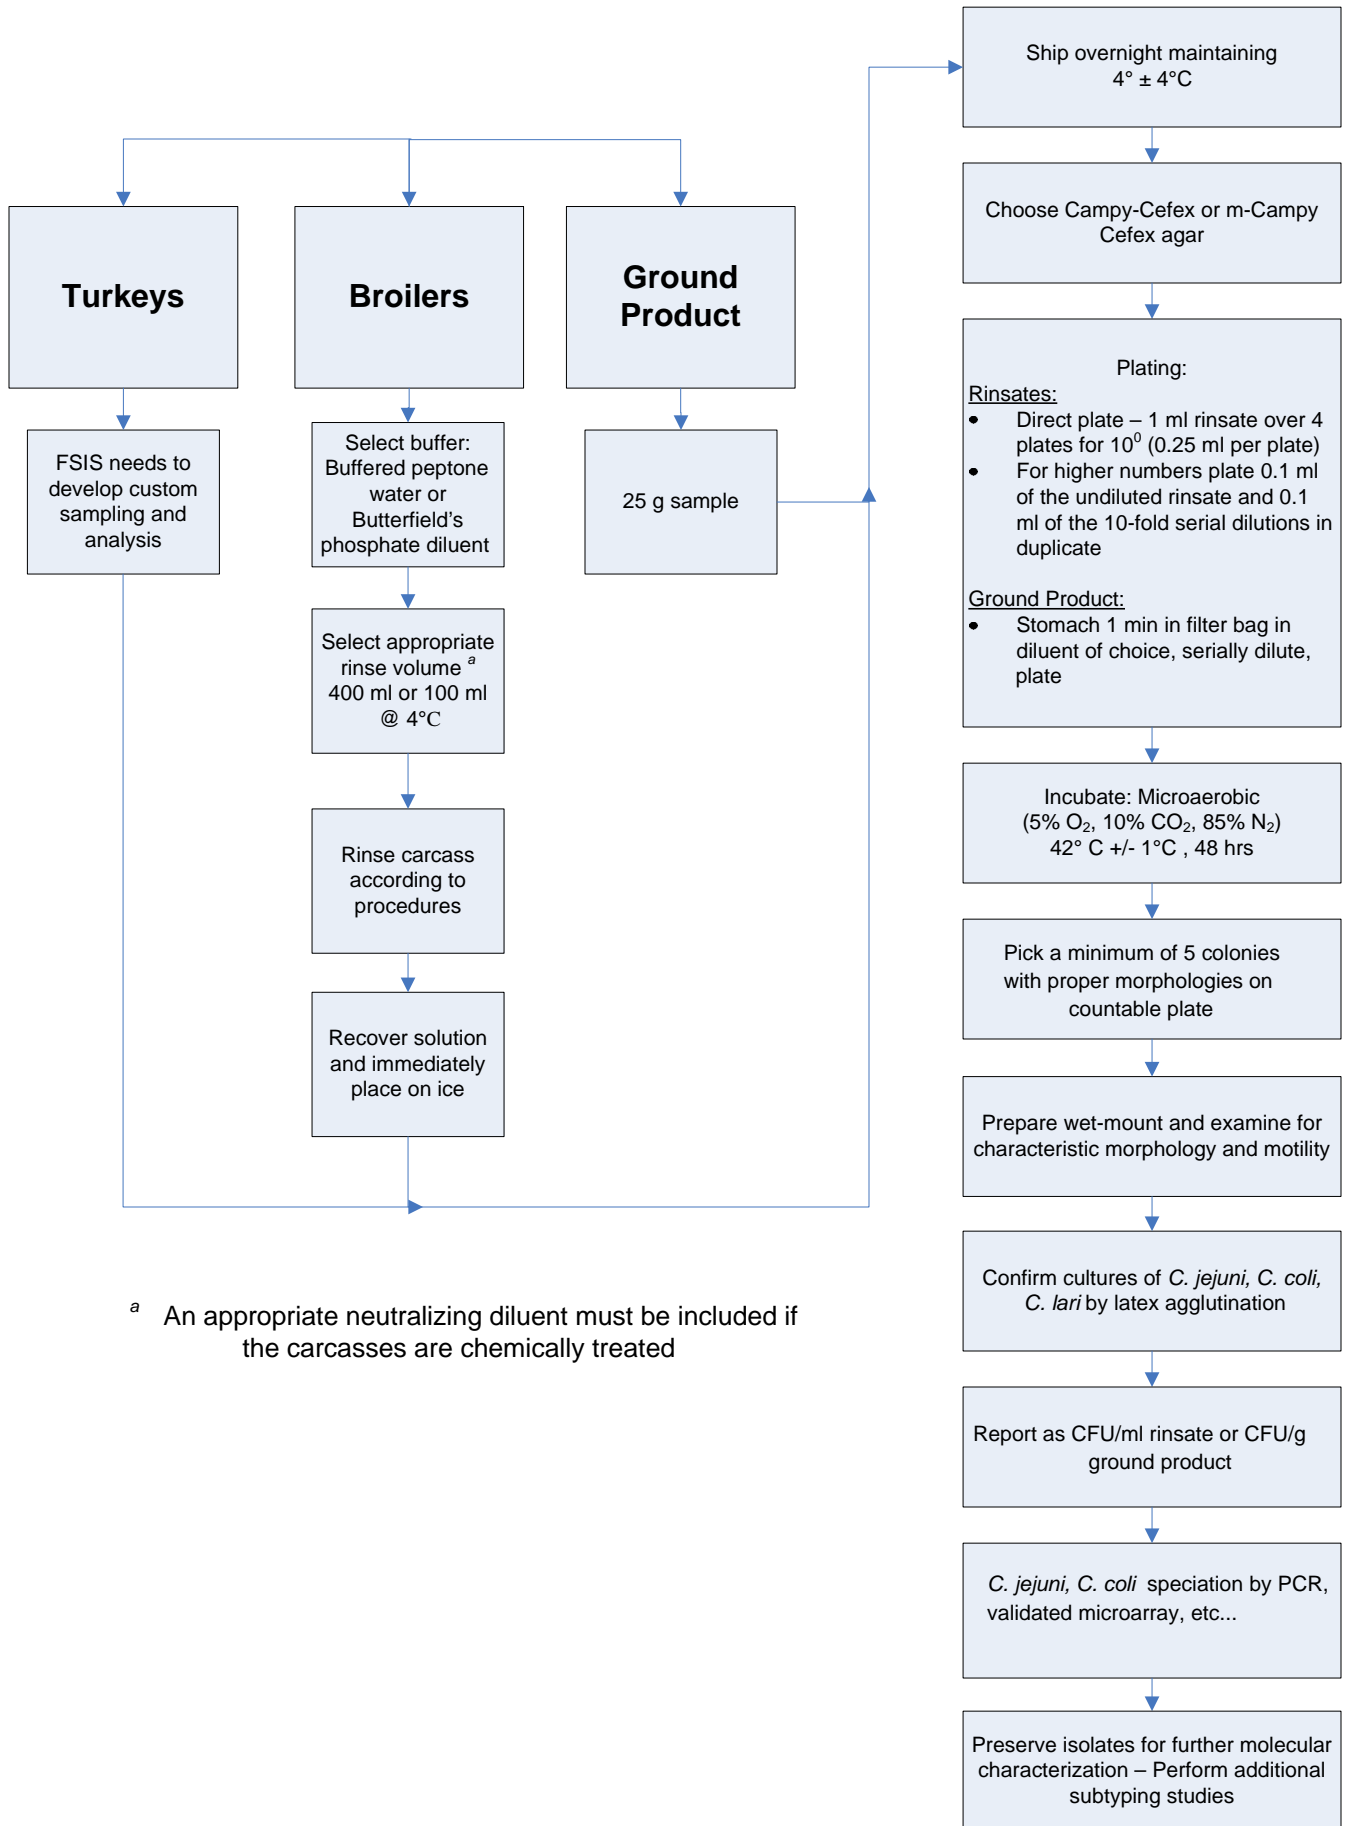 Turkeys
FSIS needs to
develop custom
sampling and
analysis
Broilers
Select buffer:
Buffered peptone
water or
Butterfield’s
phosphate diluent
Select appropriate
rinse volume a
400 ml or 100 ml
@ 4°C
Rinse carcass
according to
procedures
Recover solution
and immediately
place on ice
Ground
Product
25 g sample
a An appropriate neutralizing diluent must be included if
the carcasses are chemically treated
Ship overnight maintaining
4° ± 4°C
Choose Campy-Cefex or m-Campy
Cefex agar
Plating:
Rinsates:
• Direct plate – 1 ml rinsate over 4
plates for 10⁰ (0.25 ml per plate)
• For higher numbers plate 0.1 ml
of the undiluted rinsate and 0.1
ml of the 10-fold serial dilutions in
duplicate
Ground Product:
• Stomach 1 min in filter bag in
diluent of choice, serially dilute,
plate
Incubate: Microaerobic
(5% O₂, 10% CO₂, 85% N₂)
42° C +/- 1°C , 48 hrs
Pick a minimum of 5 colonies
with proper morphologies on
countable plate
Prepare wet-mount and examine for
characteristic morphology and motility
Confirm cultures of C. jejuni, C. coli,
C. lari by latex agglutination
Report as CFU/ml rinsate or CFU/g
ground product
C. jejuni, C. coli speciation by PCR,
validated microarray, etc...
Preserve isolates for further molecular
characterization – Perform additional
subtyping studies